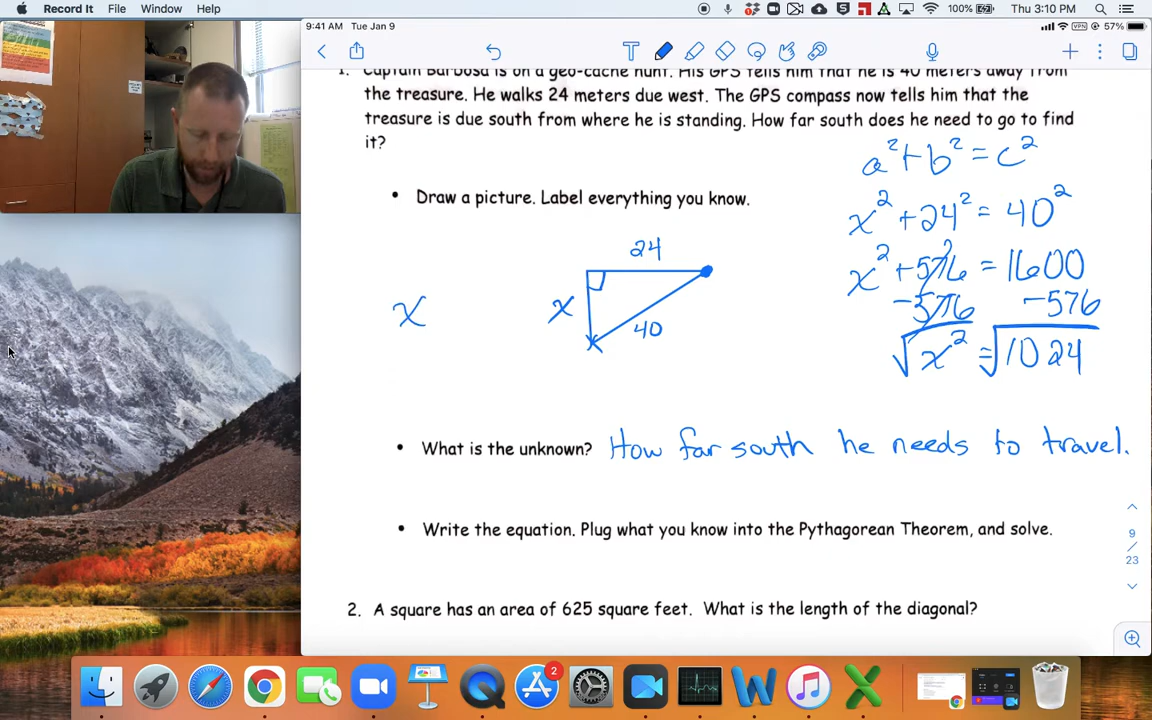 Record It File Window Help 100% Thu 3:10 PM
9:41 AM Tue Jan 9 VPN 57%
T
1. Captain Barbosa is on a geo-cache hunt. His GPS tells him that he is 40 meters away from
the treasure. He walks 24 meters due west. The GPS compass now tells him that the
treasure is due south from where he is standing. How far south does he need to go to find
it?
a² + b² = c²
• Draw a picture. Label everything you know.
x² + 24² = 40²
24
x² + 576 = 1600
-576 -576
x x 40
√x² = √1024
• What is the unknown? How far south he needs to travel.
• Write the equation. Plug what you know into the Pythagorean Theorem, and solve.
9
/
23
2. A square has an area of 625 square feet. What is the length of the diagonal?
2